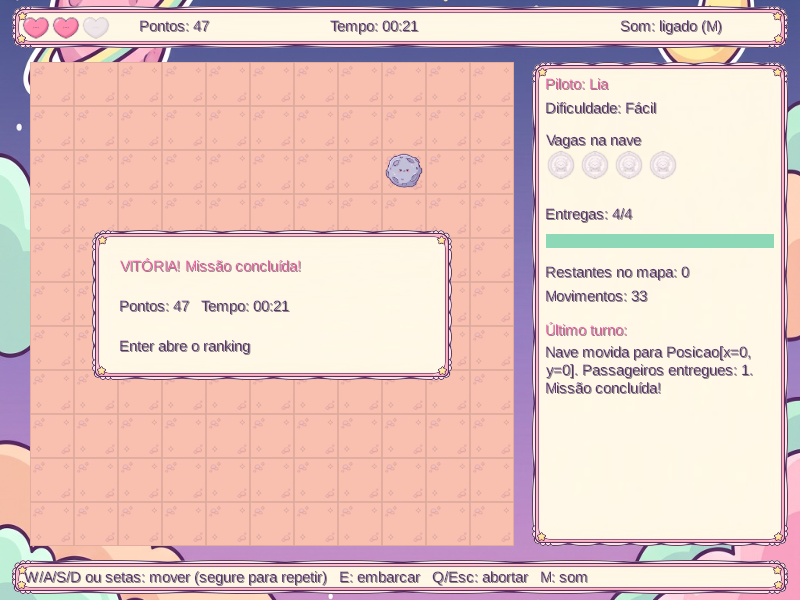 Pontos: 47 Tempo: 00:21 Som: ligado (M)
Piloto: Lia
Dificuldade: Fácil
Vagas na nave
Entregas: 4/4
Restantes no mapa: 0
Movimentos: 33
Último turno:
Nave movida para Posicao[x=0,
y=0]. Passageiros entregues: 1.
Missão concluída!
VITÓRIA! Missão concluída!
Pontos: 47 Tempo: 00:21
Enter abre o ranking
W/A/S/D ou setas: mover (segure para repetir) E: embarcar Q/Esc: abortar M: som